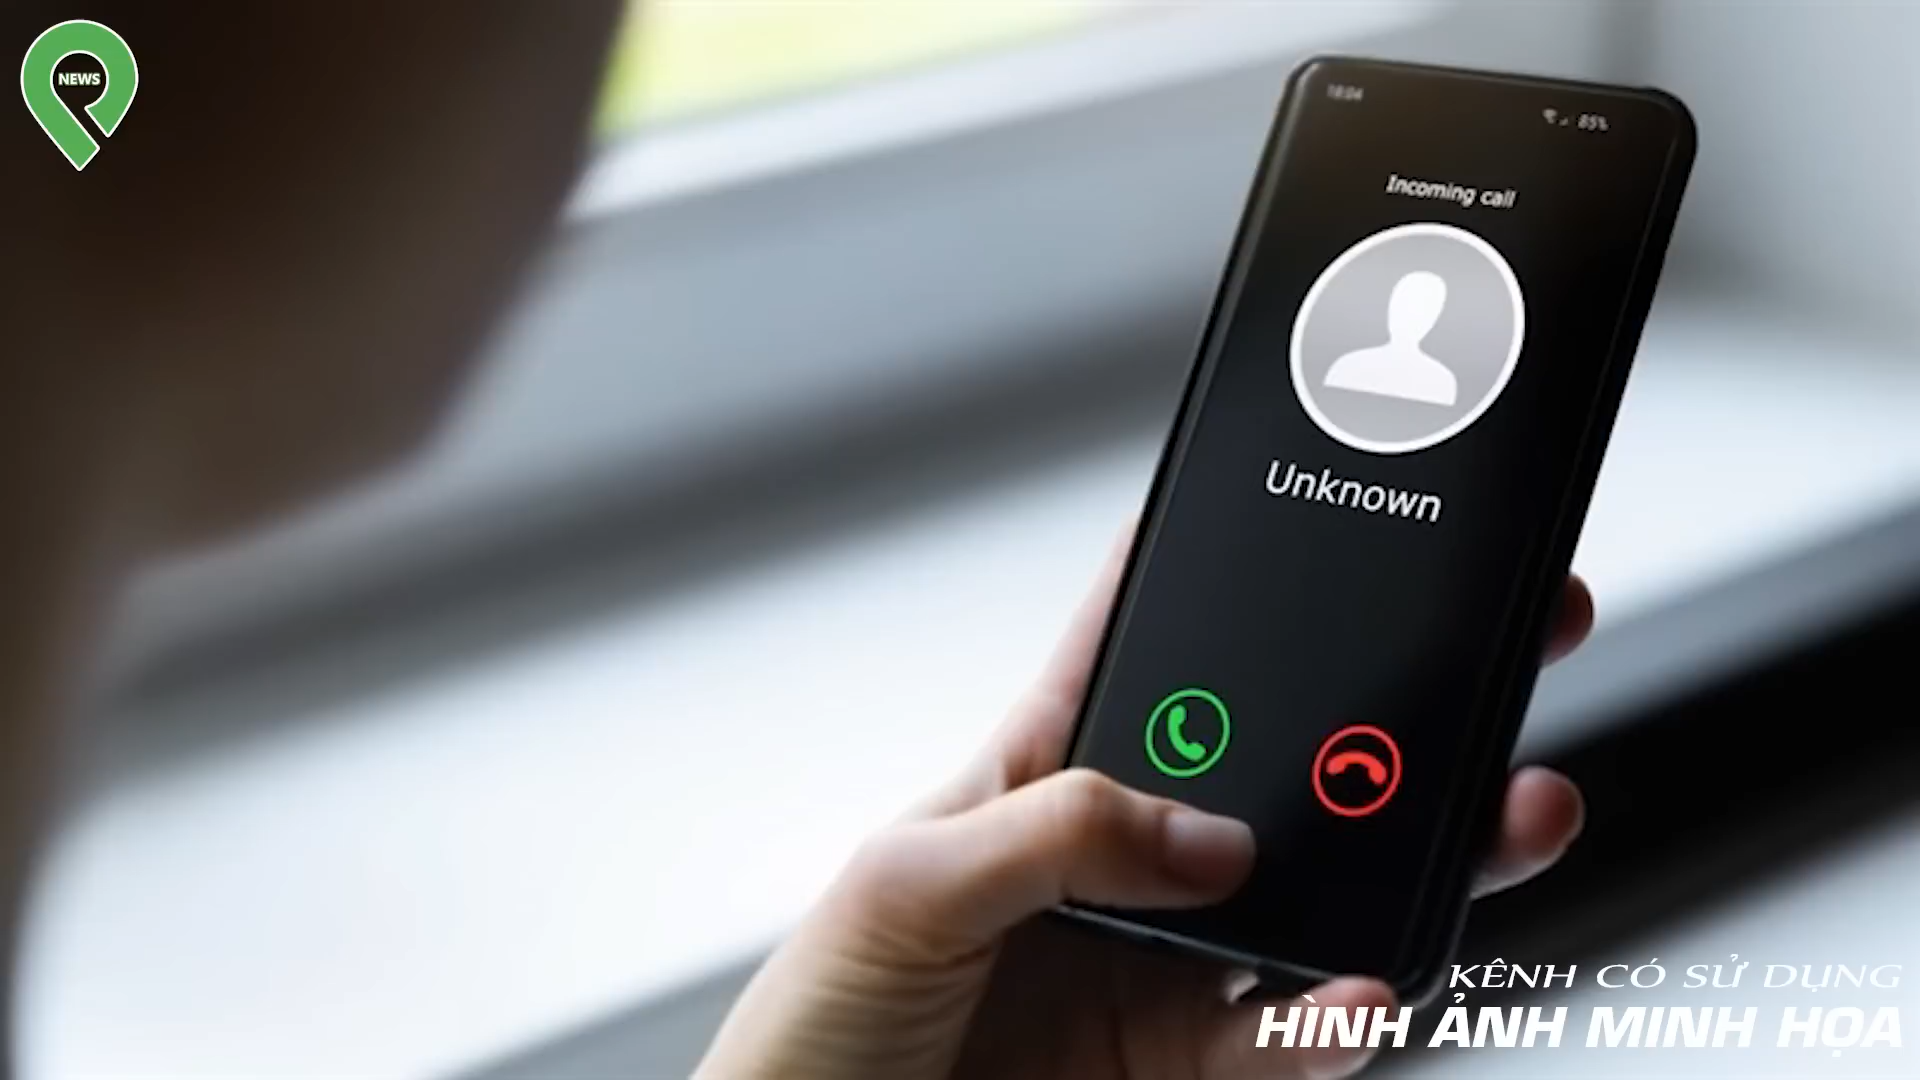 NEWS
18:04
85%
Incoming call
Unknown
KÊNH CÓ SỬ DỤNG
HÌNH ẢNH MINH HỌA